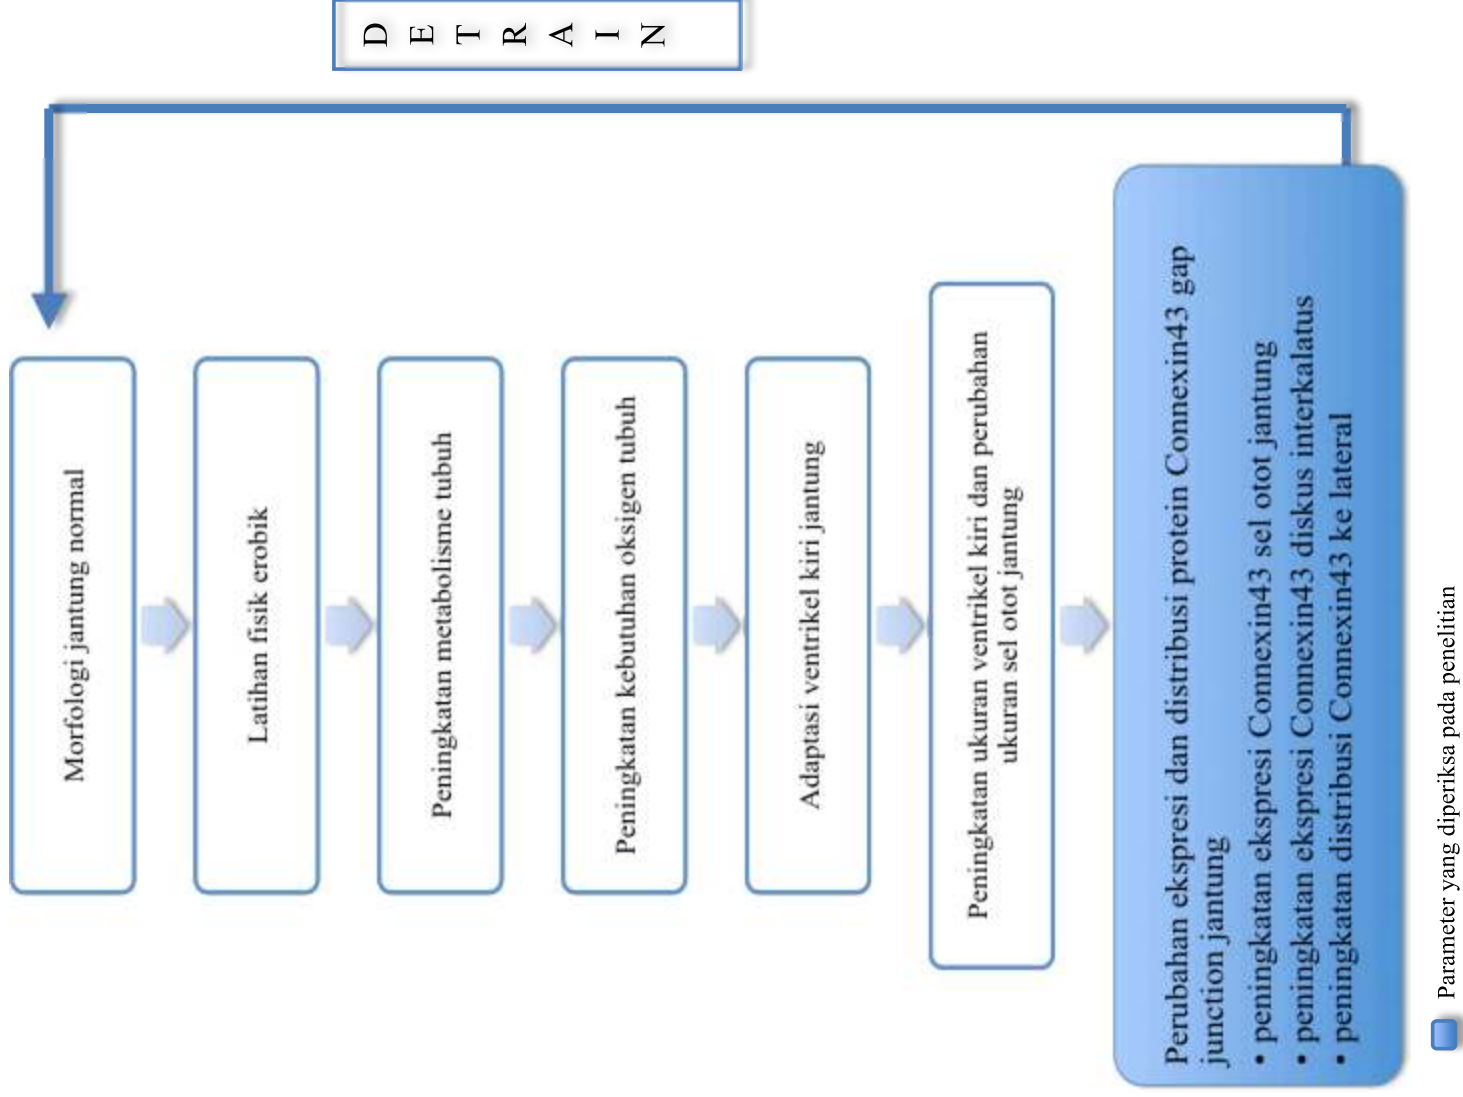 Morfologi jantung normal
Latihan fisik erobik
Peningkatan metabolisme tubuh
Peningkatan kebutuhan oksigen tubuh
Adaptasi ventrikel kiri jantung
Peningkatan ukuran ventrikel kiri dan perubahan
ukuran sel otot jantung
Perubahan ekspresi dan distribusi protein Connexin43 gap
junction jantung
• peningkatan ekspresi Connexin43 sel otot jantung
• peningkatan ekspresi Connexin43 diskus interkalatus
• peningkatan distribusi Connexin43 ke lateral
D
E
T
R
A
I
N
Parameter yang diperiksa pada penelitian